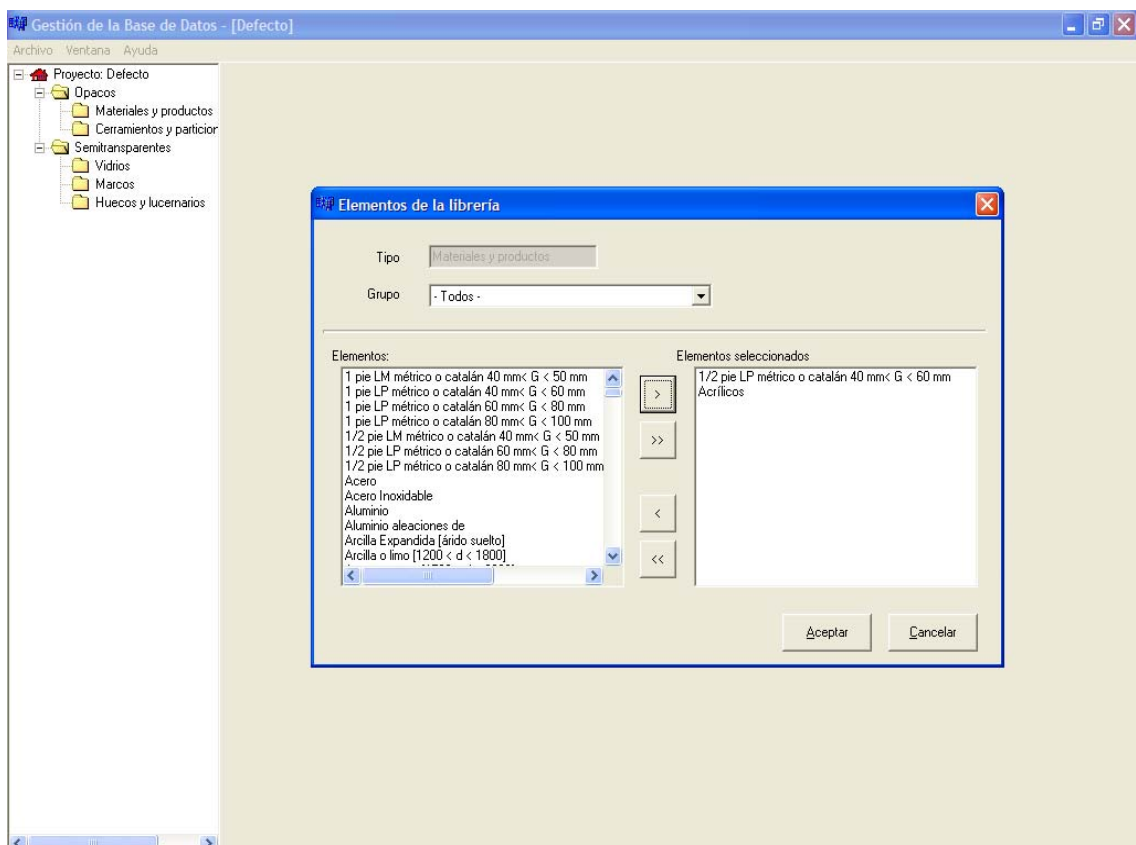 Gestión de la Base de Datos - [Defecto]
Archivo Ventana Ayuda
Proyecto: Defecto
Opacos
Materiales y productos
Cerramientos y particior
Semitransparentes
Vidrios
Marcos
Huecos y lucernarios
Elementos de la librería
Tipo Materiales y productos
Grupo - Todos -
Elementos:
1 pie LM métrico o catalán 40 mm< G < 50 mm
1 pie LP métrico o catalán 40 mm< G < 60 mm
1 pie LP métrico o catalán 60 mm< G < 80 mm
1 pie LP métrico o catalán 80 mm< G < 100 mm
1/2 pie LM métrico o catalán 40 mm< G < 50 mm
1/2 pie LP métrico o catalán 60 mm< G < 80 mm
1/2 pie LP métrico o catalán 80 mm< G < 100 mm
Acero
Acero Inoxidable
Aluminio
Aluminio aleaciones de
Arcilla Expandida [árido suelto]
Arcilla o limo [1200 < d < 1800]
>
>>
<
<<
Elementos seleccionados
1/2 pie LP métrico o catalán 40 mm< G < 60 mm
Acrílicos
Aceptar Cancelar